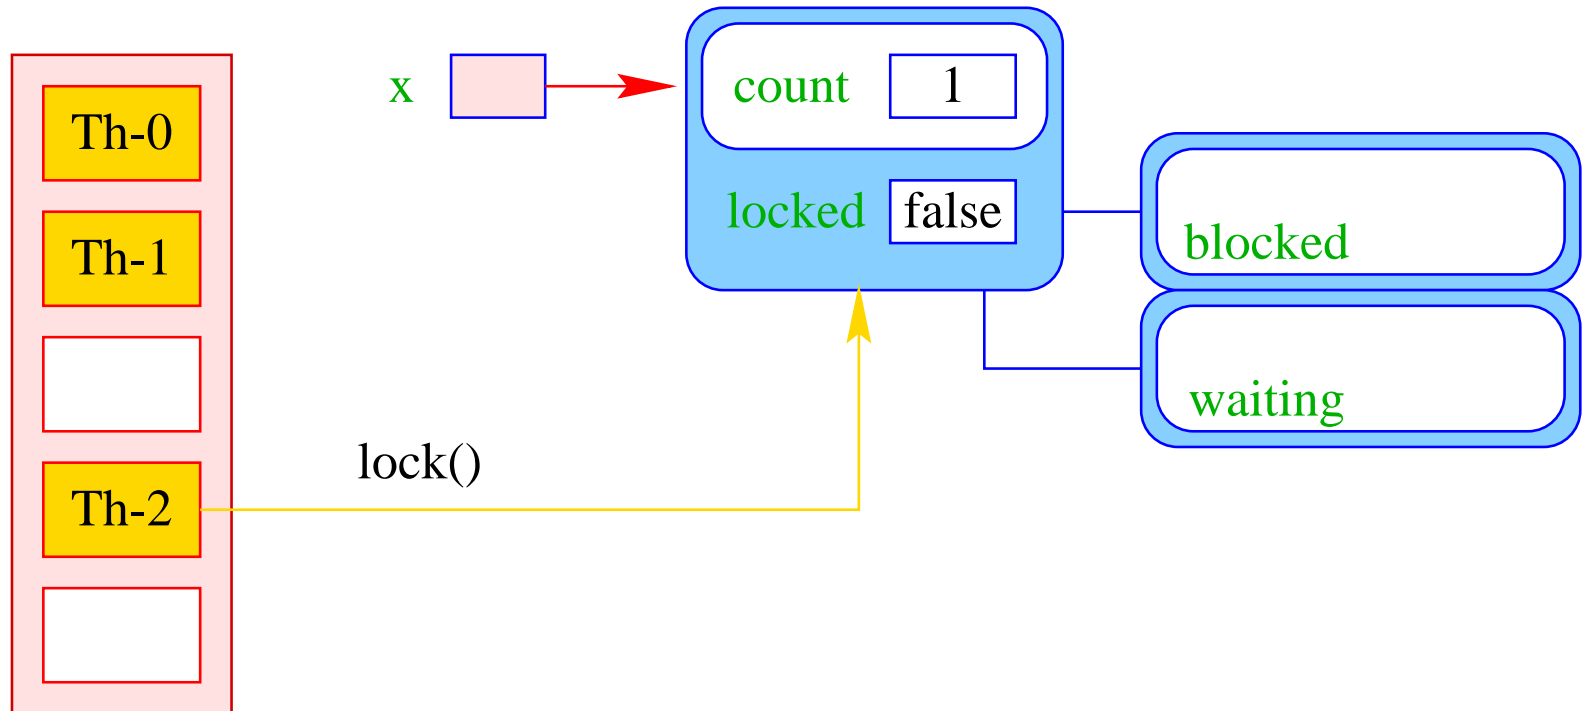 Th-0
Th-1
Th-2
x
count 1
locked false
blocked
waiting
lock()